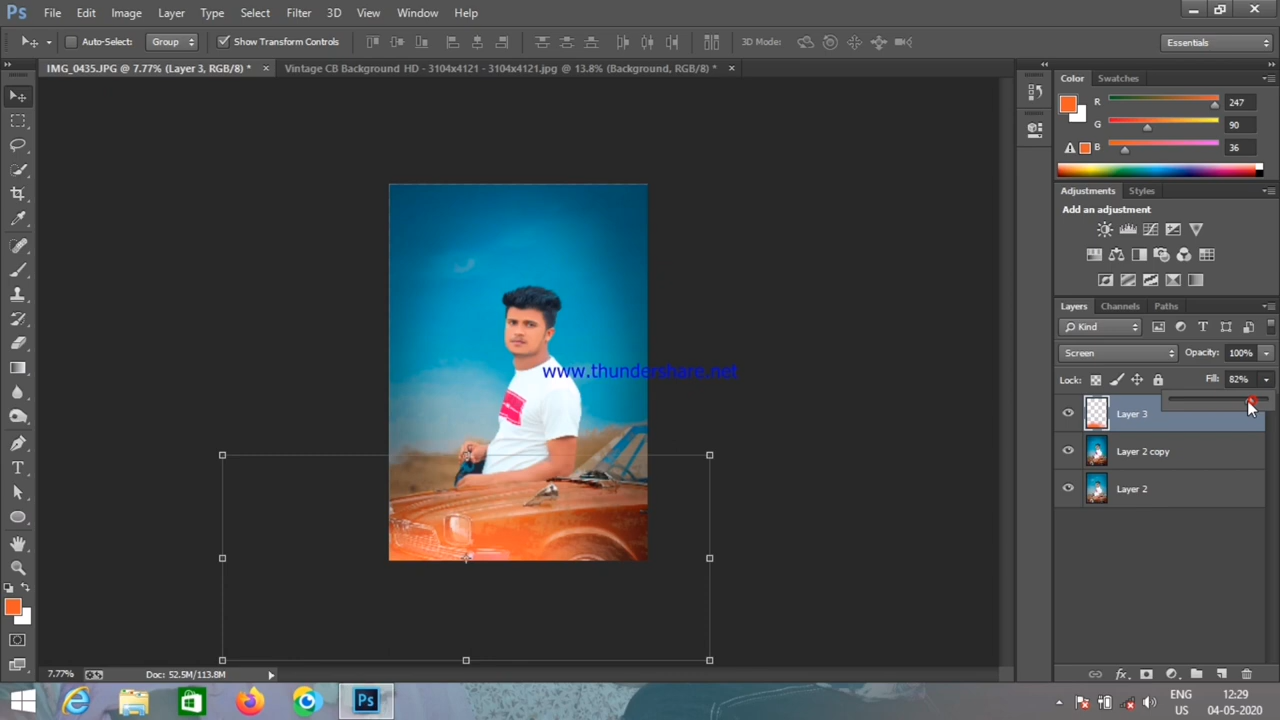 Ps File Edit Image Layer Type Select Filter 3D View Window Help
Auto-Select: Group Show Transform Controls 3D Mode: Essentials
IMG_0435.JPG @ 7.77% (Layer 3, RGB/8) * × Vintage CB Background HD - 3104x4121 - 3104x4121.jpg @ 13.8% (Background, RGB/8) * ×
Color Swatches
R 247
G 90
B 36
Adjustments Styles
Add an adjustment
Layers Channels Paths
Kind
Screen Opacity: 100%
Lock: Fill: 82%
Layer 3
Layer 2 copy
Layer 2
www.thundershare.net
7.77% Doc: 52.5M/113.8M
Ps
ENG
US
12:29
04-05-2020